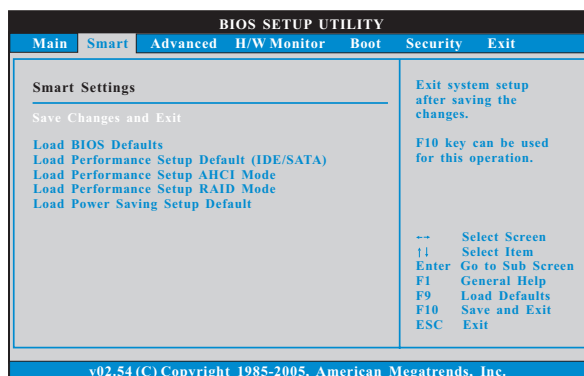 BIOS SETUP UTILITY
Main Smart Advanced H/W Monitor Boot Security Exit
Smart Settings
Save Changes and Exit
Load BIOS Defaults
Load Performance Setup Default (IDE/SATA)
Load Performance Setup AHCI Mode
Load Performance Setup RAID Mode
Load Power Saving Setup Default
Exit system setup
after saving the
changes.
F10 key can be used
for this operation.
←→ Select Screen
↑↓ Select Item
Enter Go to Sub Screen
F1 General Help
F9 Load Defaults
F10 Save and Exit
ESC Exit
v02.54 (C) Copyright 1985-2005, American Megatrends, Inc.